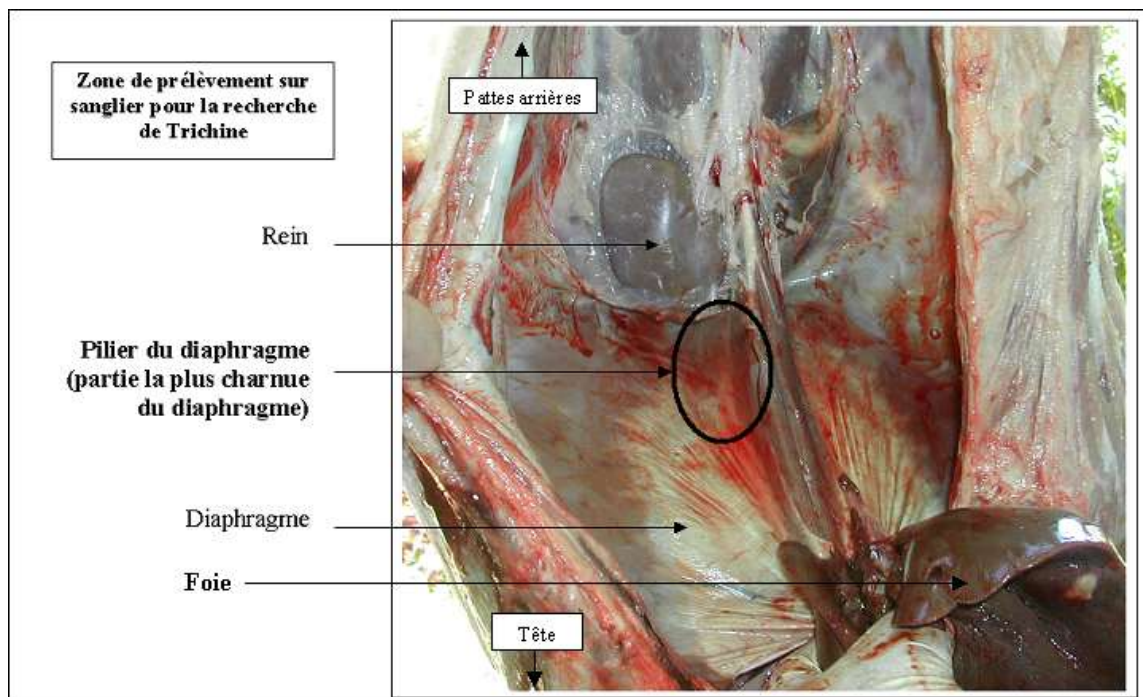 Zone de prélèvement sur
sanglier pour la recherche
de Trichine
Pattes arrières
Rein
Pilier du diaphragme
(partie la plus charnue
du diaphragme)
Diaphragme
Foie
Tête